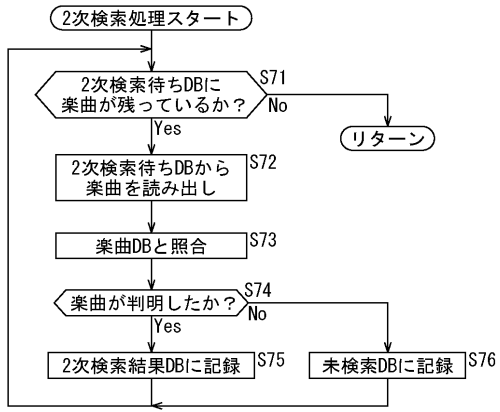 2次検索処理スタート
2次検索待ちDBに
楽曲が残っているか？
S71
No
Yes
リターン
2次検索待ちDBから
楽曲を読み出し
S72
楽曲DBと照合
S73
楽曲が判明したか？
S74
No
Yes
2次検索結果DBに記録
S75
未検索DBに記録
S76